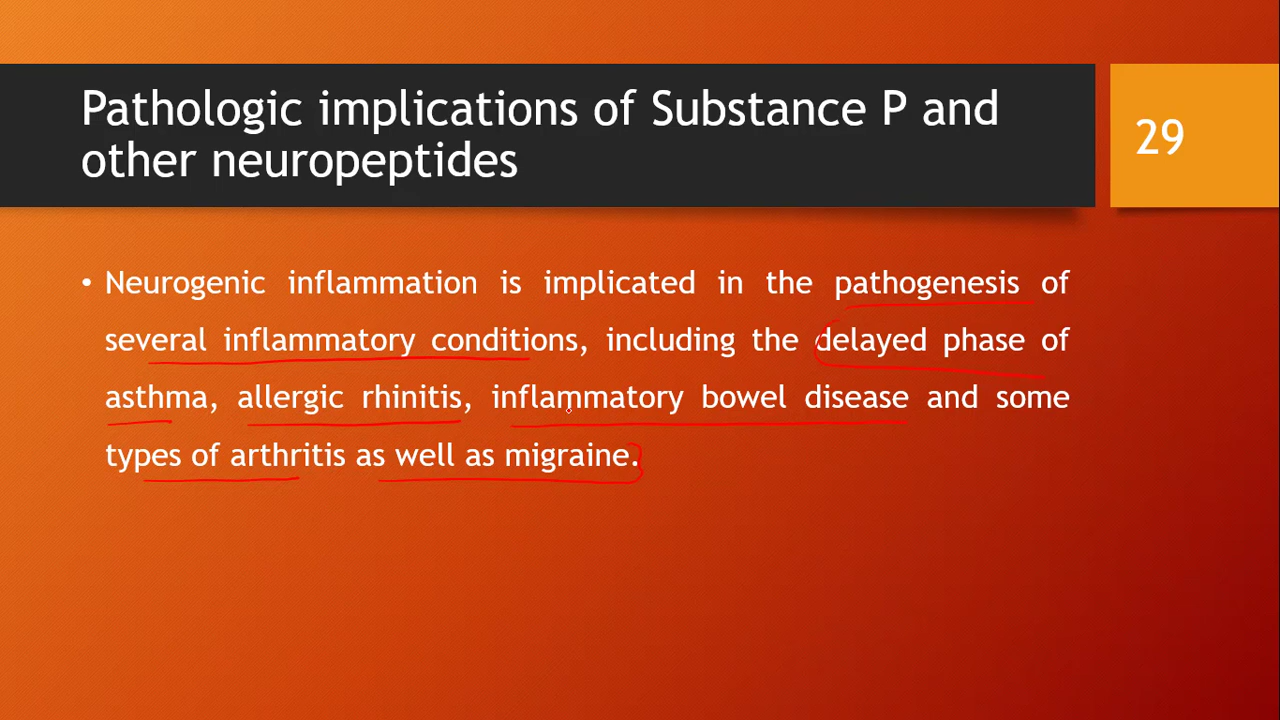 Pathologic implications of Substance P and
other neuropeptides
29
• Neurogenic inflammation is implicated in the pathogenesis of
several inflammatory conditions, including the delayed phase of
asthma, allergic rhinitis, inflammatory bowel disease and some
types of arthritis as well as migraine.